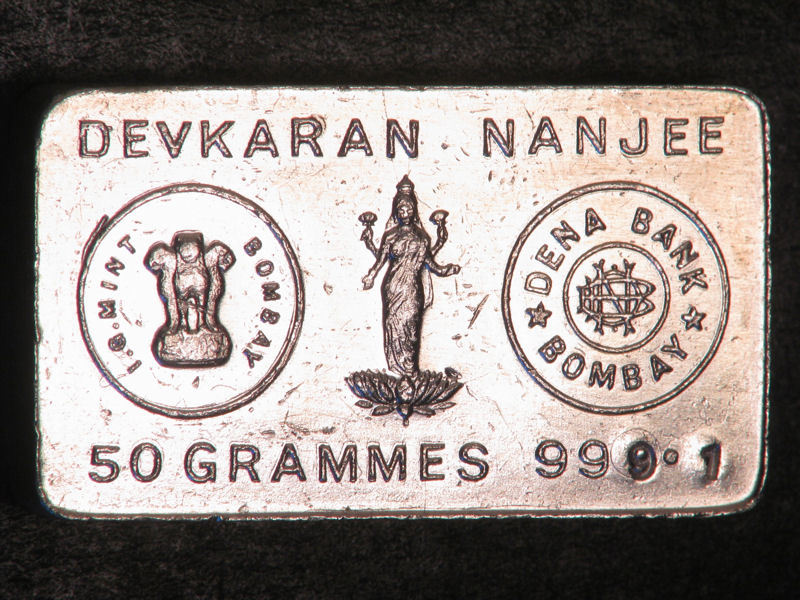 DEVKARAN NANJEE
I.G.MINT BOMBAY
DENA BANK
BOMBAY
50 GRAMMES 999.1